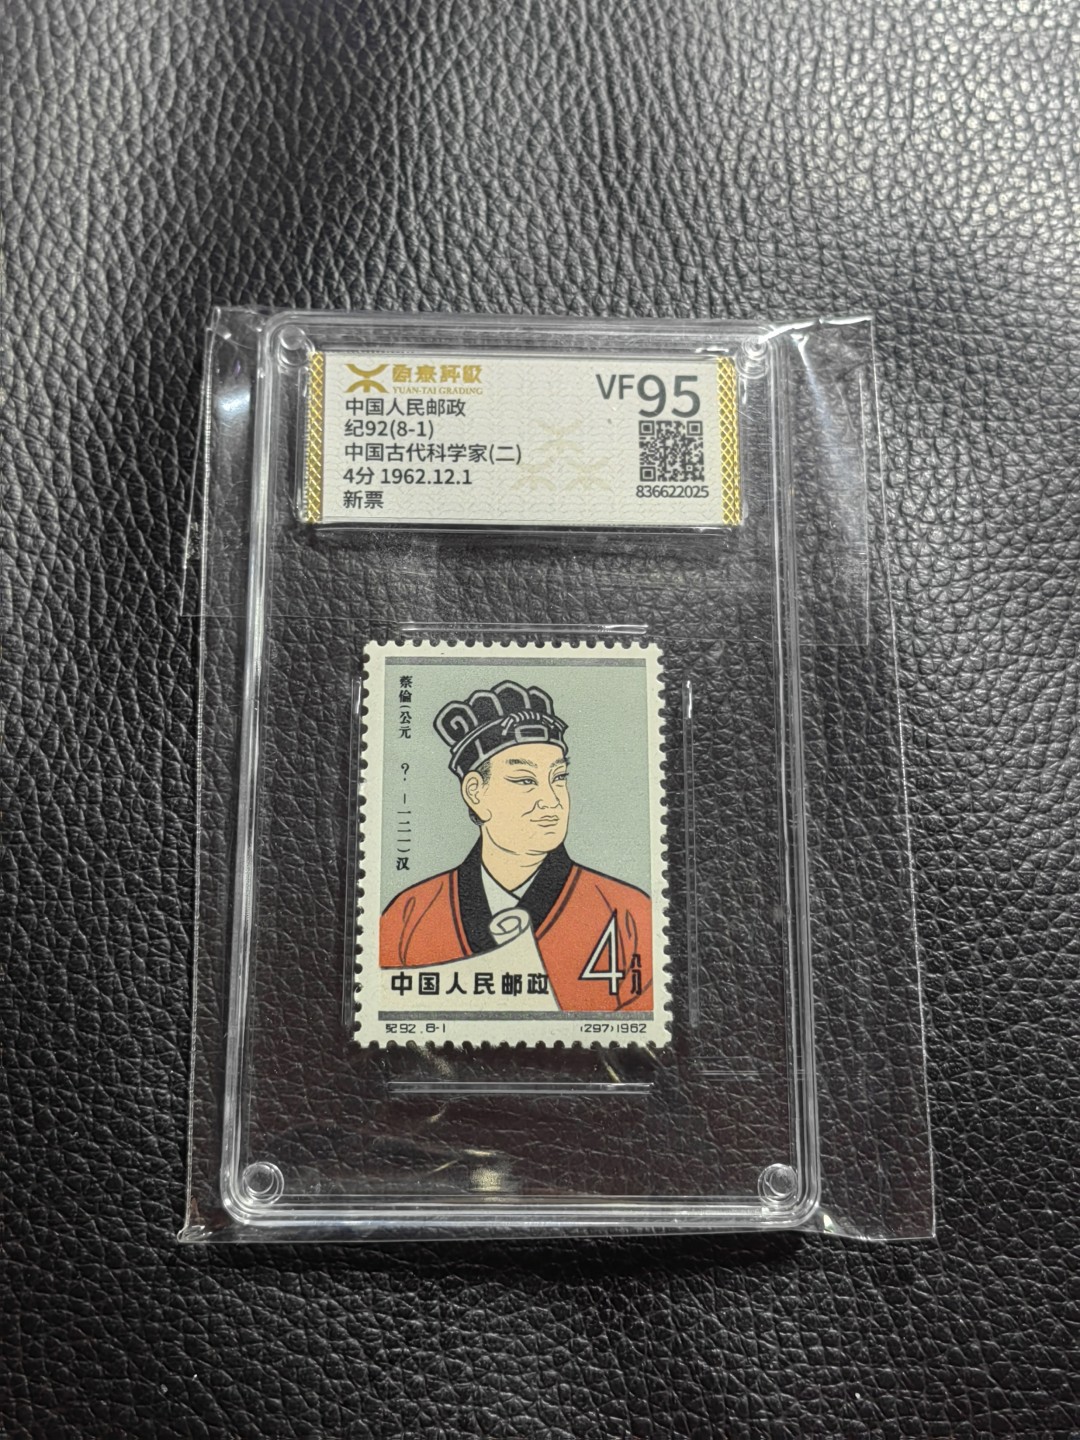 源泰评级
YUAN-TAI GRADING
中国人民邮政
纪92(8-1)
中国古代科学家(二)
4分 1962.12.1
新票
VF95
836622025
蔡倫(公元 ？－一二一)汉
中国人民邮政
4分
纪92.8-1
(297)1962